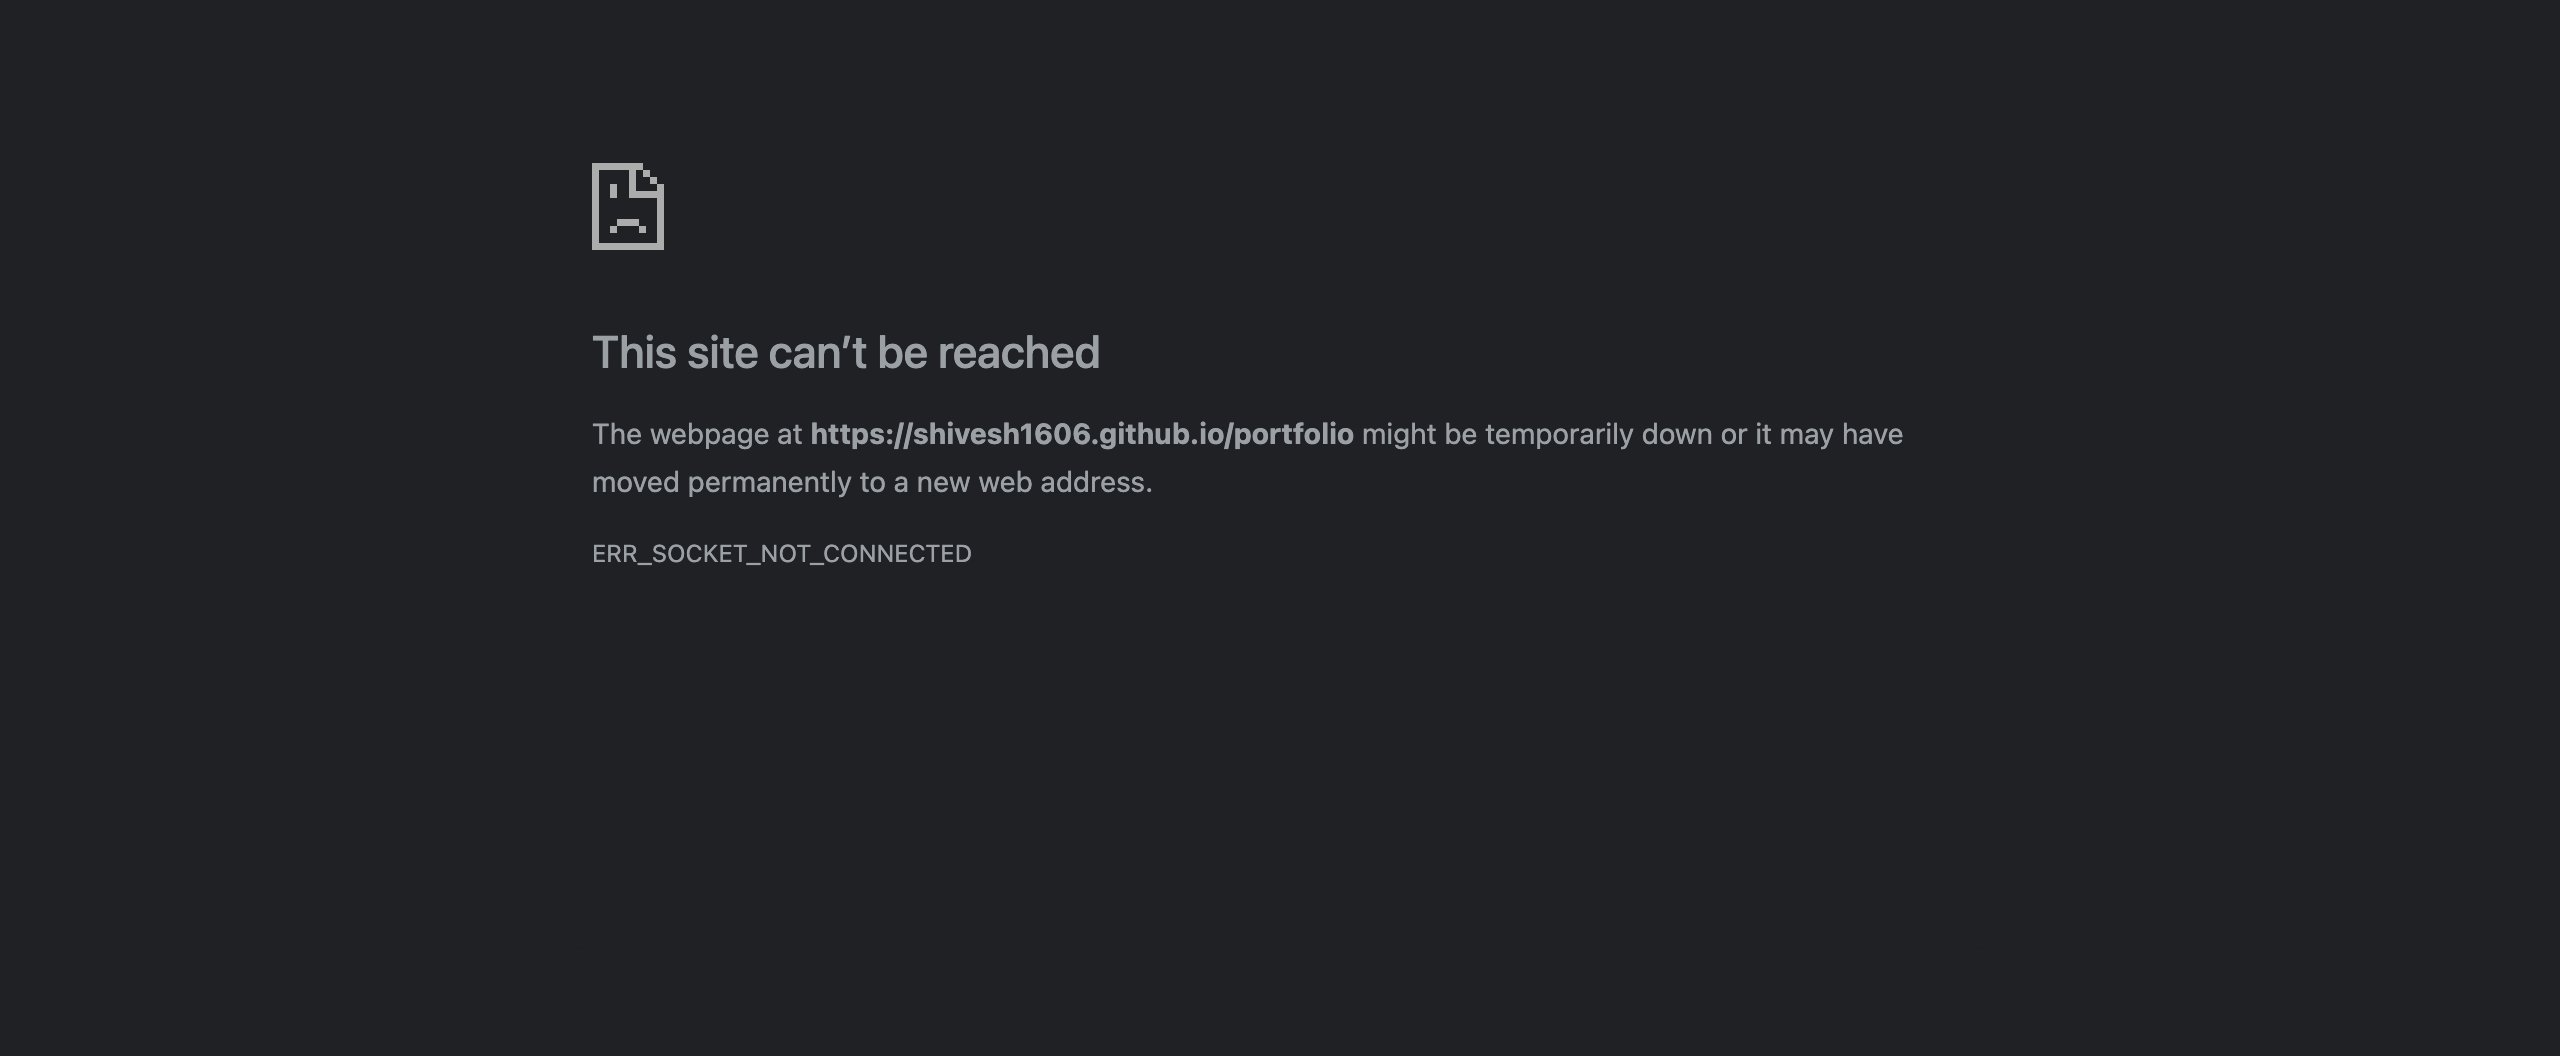 This site can’t be reached
The webpage at https://shivesh1606.github.io/portfolio might be temporarily down or it may have
moved permanently to a new web address.
ERR_SOCKET_NOT_CONNECTED